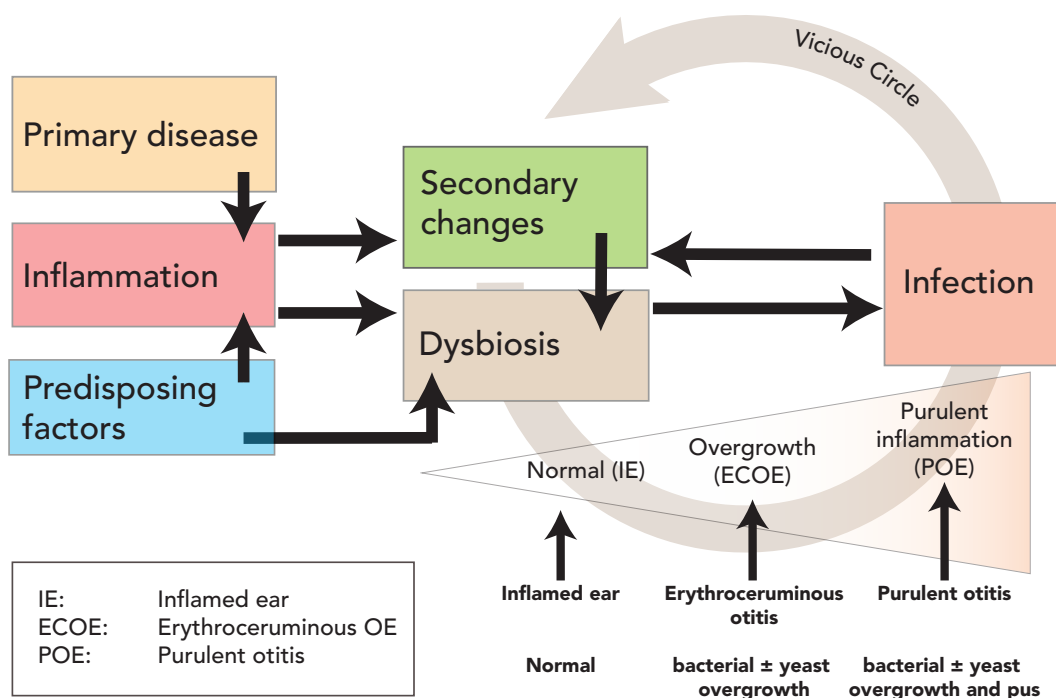 Vicious Circle
Primary disease
Secondary
changes
Inflammation
Infection
Dysbiosis
Predisposing
factors
Normal (IE)
Overgrowth
(ECOE)
Purulent
inflammation
(POE)
Inflamed ear
Erythroceruminous
otitis
Purulent otitis
Normal
bacterial ± yeast
overgrowth
bacterial ± yeast
overgrowth and pus
IE: Inflamed ear
ECOE: Erythroceruminous OE
POE: Purulent otitis